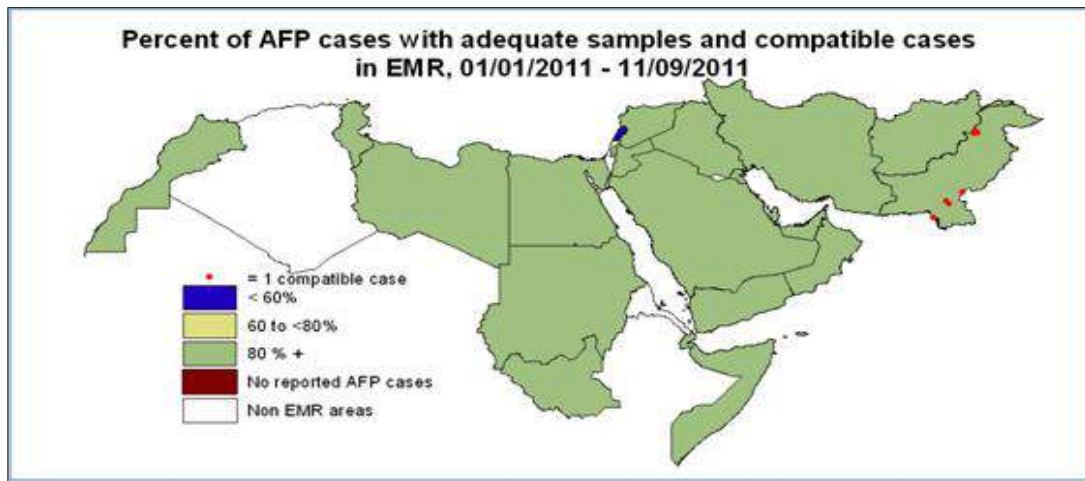 Percent of AFP cases with adequate samples and compatible cases
in EMR, 01/01/2011 - 11/09/2011
= 1 compatible case
< 60%
60 to <80%
80 % +
No reported AFP cases
Non EMR areas